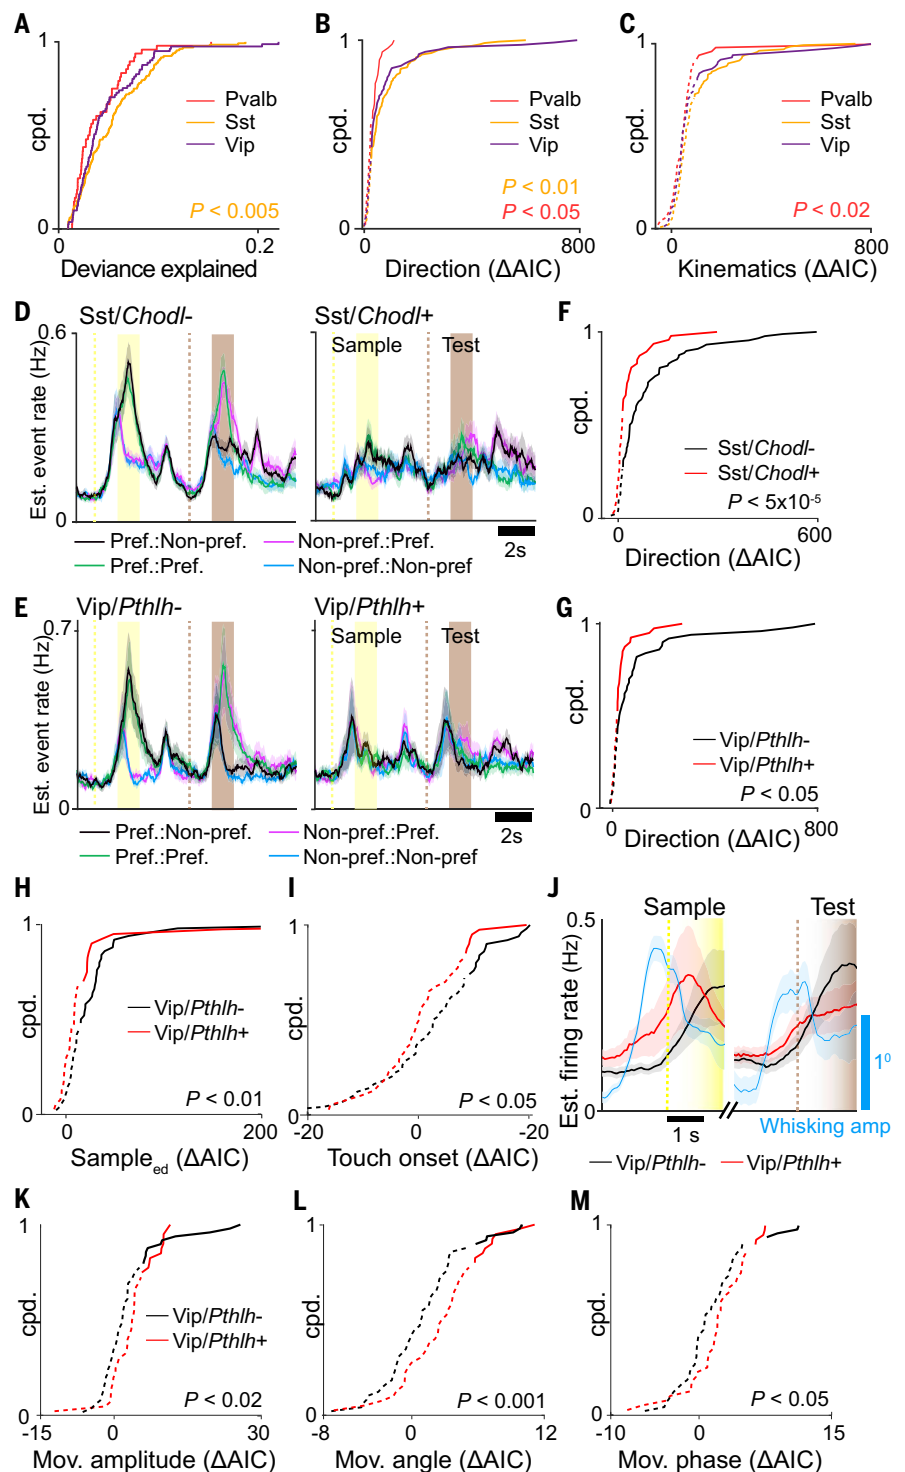 A
cpd.
1
0
Pvalb
Sst
Vip
P < 0.005
0
0.2
Deviance explained
B
cpd.
1
0
Pvalb
Sst
Vip
P < 0.01
P < 0.05
0
800
Direction (ΔAIC)
C
cpd.
1
0
Pvalb
Sst
Vip
P < 0.02
0
800
Kinematics (ΔAIC)
D
Sst/Chodl-
Sst/Chodl+
Est. event rate (Hz)
0.6
0
Sample
Test
Pref.:Non-pref.
Non-pref.:Pref.
Pref.:Pref.
Non-pref.:Non-pref
2s
F
cpd.
1
0
Sst/Chodl-
Sst/Chodl+
P < 5x10-5
0
600
Direction (ΔAIC)
E
Vip/Pthlh-
Vip/Pthlh+
Est. event rate (Hz)
0.7
0
Sample
Test
Pref.:Non-pref.
Non-pref.:Pref.
Pref.:Pref.
Non-pref.:Non-pref
2s
G
cpd.
1
0
Vip/Pthlh-
Vip/Pthlh+
P < 0.05
0
800
Direction (ΔAIC)
H
cpd.
1
0
Vip/Pthlh-
Vip/Pthlh+
P < 0.01
0
200
Sampleed (ΔAIC)
I
cpd.
1
0
P < 0.05
-20
0
-20
Touch onset (ΔAIC)
J
Sample
Test
Est. firing rate (Hz)
0.5
0
1⁰
1 s
Whisking amp
Vip/Pthlh-
Vip/Pthlh+
K
cpd.
1
0
Vip/Pthlh-
Vip/Pthlh+
P < 0.02
-15
0
30
Mov. amplitude (ΔAIC)
L
cpd.
1
0
P < 0.001
-8
0
12
Mov. angle (ΔAIC)
M
cpd.
1
0
P < 0.05
-10
0
15
Mov. phase (ΔAIC)